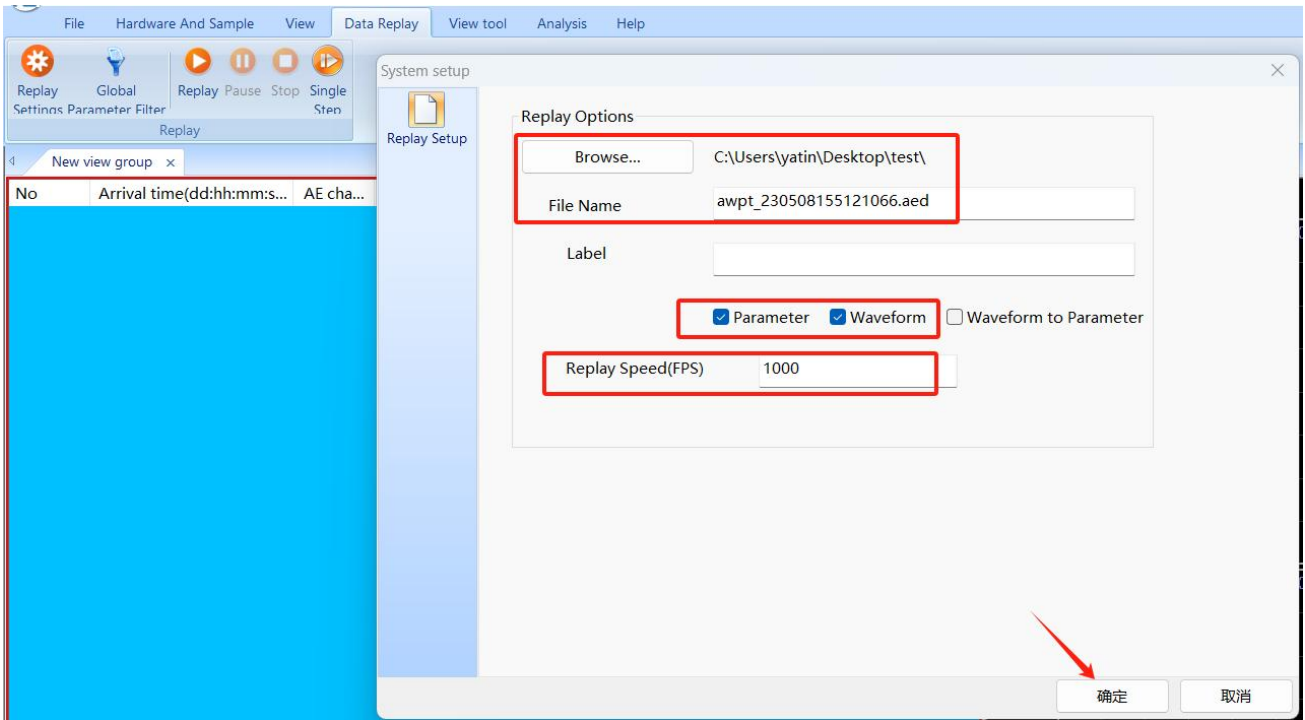 File Hardware And Sample View Data Replay View tool Analysis Help
Replay Settings
Global Parameter Filter
Replay Pause Stop Single Step
Replay
New view group ×
No Arrival time(dd:hh:mm:s... AE cha...
System setup
Replay Setup
Replay Options
Browse... C:\Users\yatin\Desktop\test\
File Name awpt_230508155121066.aed
Label
Parameter Waveform Waveform to Parameter
Replay Speed(FPS) 1000
确定 取消